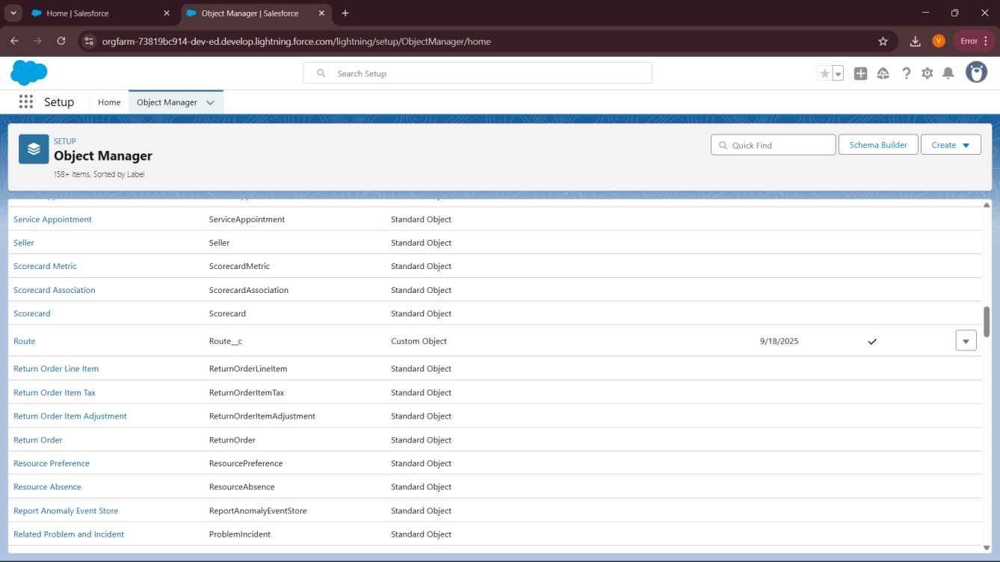 Home | Salesforce
Object Manager | Salesforce
orgfarm-73819bc914-dev-ed.develop.lightning.force.com/lightning/setup/ObjectManager/home
V
Error
Search Setup
Setup
Home
Object Manager
SETUP
Object Manager
158+ Items, Sorted by Label
Quick Find
Schema Builder
Create
Service Appointment ServiceAppointment Standard Object
Seller Seller Standard Object
Scorecard Metric ScorecardMetric Standard Object
Scorecard Association ScorecardAssociation Standard Object
Scorecard Scorecard Standard Object
Route Route__c Custom Object 9/18/2025
Return Order Line Item ReturnOrderLineItem Standard Object
Return Order Item Tax ReturnOrderItemTax Standard Object
Return Order Item Adjustment ReturnOrderItemAdjustment Standard Object
Return Order ReturnOrder Standard Object
Resource Preference ResourcePreference Standard Object
Resource Absence ResourceAbsence Standard Object
Report Anomaly Event Store ReportAnomalyEventStore Standard Object
Related Problem and Incident ProblemIncident Standard Object